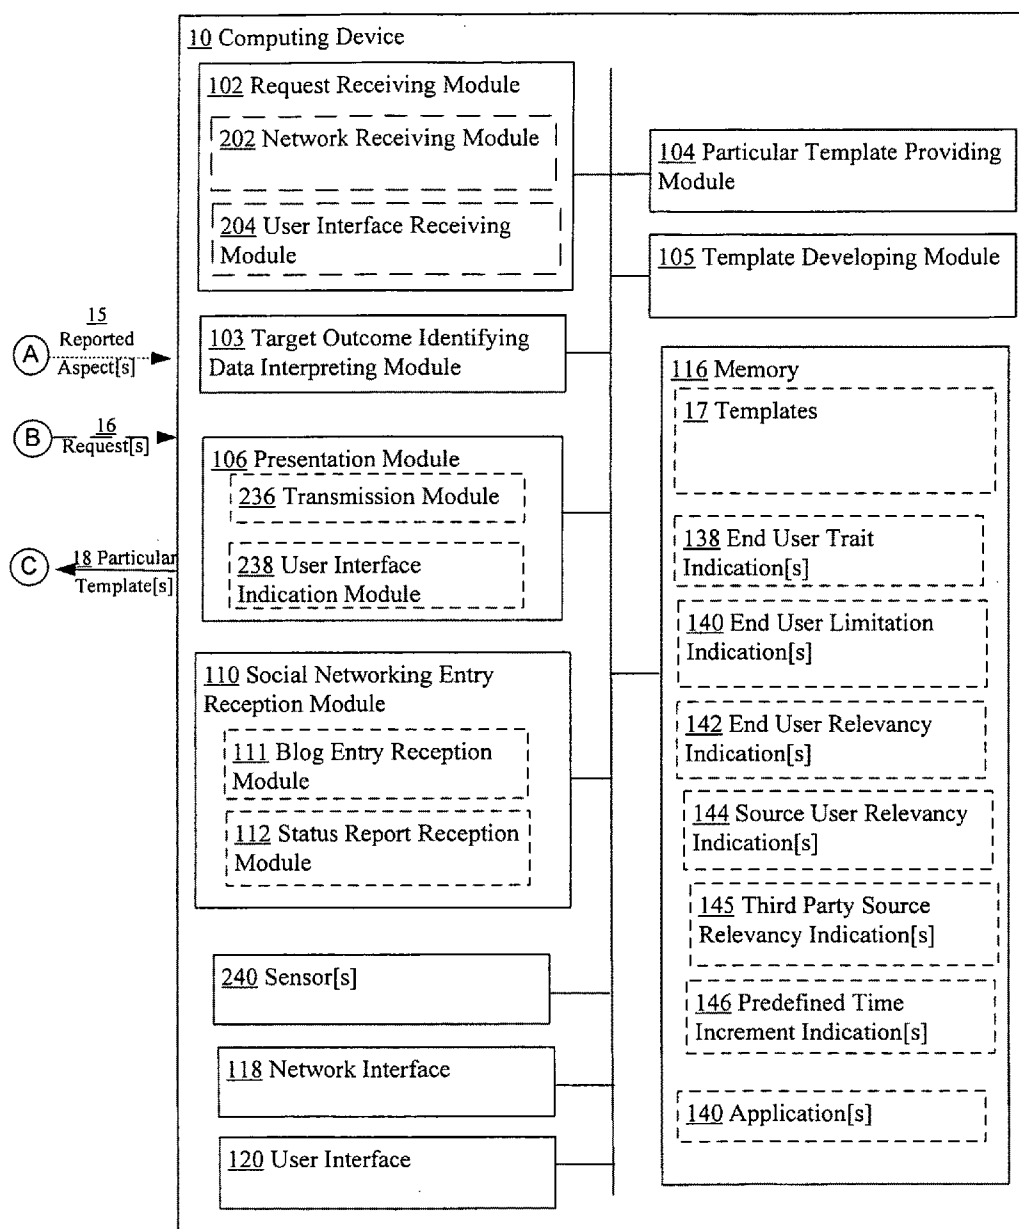 10 Computing Device
102 Request Receiving Module
202 Network Receiving Module
204 User Interface Receiving
Module
15
Reported
Aspect[s]
A
103 Target Outcome Identifying
Data Interpreting Module
B
16
Request[s]
106 Presentation Module
236 Transmission Module
238 User Interface
Indication Module
C
18 Particular
Template[s]
110 Social Networking Entry
Reception Module
111 Blog Entry Reception
Module
112 Status Report Reception
Module
240 Sensor[s]
118 Network Interface
120 User Interface
104 Particular Template Providing
Module
105 Template Developing Module
116 Memory
17 Templates
138 End User Trait
Indication[s]
140 End User Limitation
Indication[s]
142 End User Relevancy
Indication[s]
144 Source User Relevancy
Indication[s]
145 Third Party Source
Relevancy Indication[s]
146 Predefined Time
Increment Indication[s]
140 Application[s]